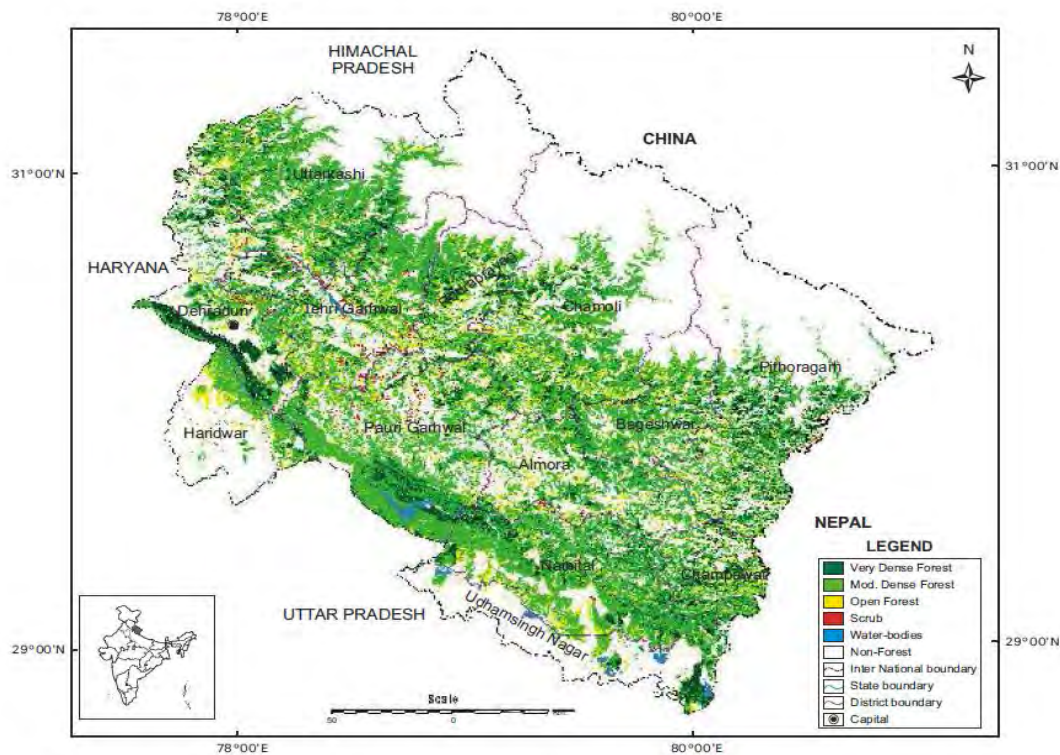 78°00'E
80°00'E
HIMACHAL
PRADESH
N
CHINA
31°00'N
31°00'N
Uttarkashi
HARYANA
Dehradun
Tehri Garhwal
Chamoli
Pithoragarh
Haridwar
Pauri Garhwal
Bageshwar
Almora
NEPAL
Nainital
Champawat
UTTAR PRADESH
Udhamsingh Nagar
29°00'N
29°00'N
LEGEND
Very Dense Forest
Mod. Dense Forest
Open Forest
Scrub
Water-bodies
Non-Forest
Inter National boundary
State boundary
District boundary
Capital
Scale
50
0
78°00'E
80°00'E